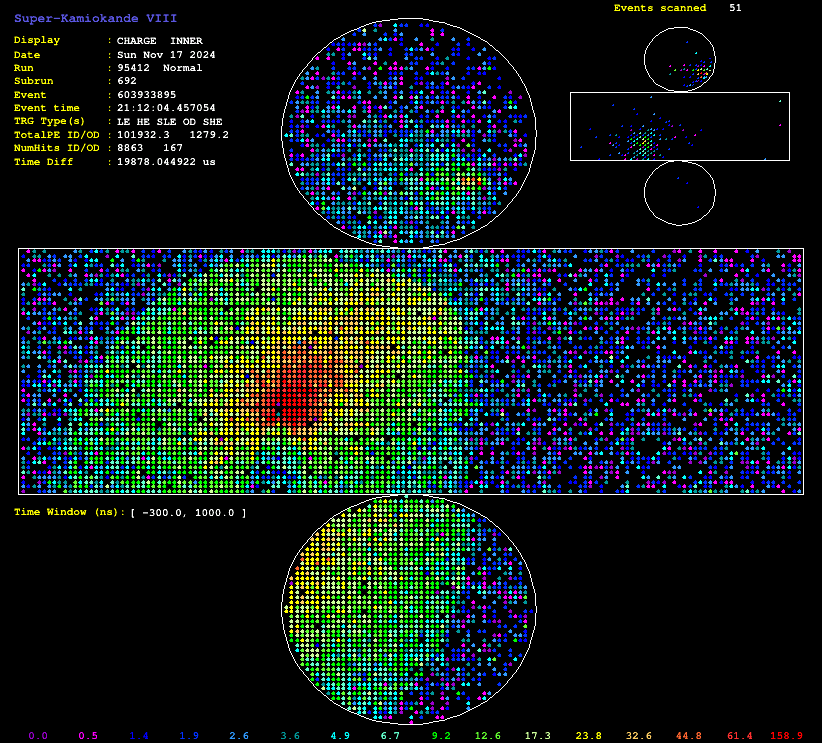 Super-Kamiokande VIII
Events scanned 51
Display : CHARGE INNER
Date : Sun Nov 17 2024
Run : 95412 Normal
Subrun : 692
Event : 603933895
Event time : 21:12:04.457054
TRG Type(s) : LE HE SLE OD SHE
TotalPE ID/OD : 101932.3 1279.2
NumHits ID/OD : 8863 167
Time Diff : 19878.044922 us
Time Window (ns): [ -300.0, 1000.0 ]
0.0 0.5 1.4 1.9 2.6 3.6 4.9 6.7 9.2 12.6 17.3 23.8 32.6 44.8 61.4 158.9